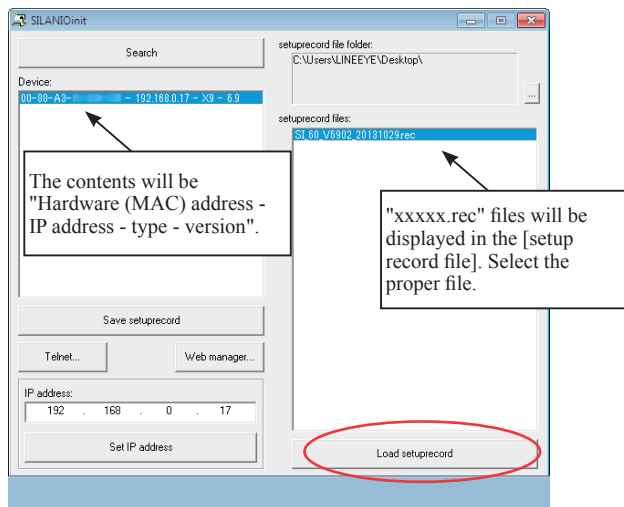 SILANIOinit
Search
Device:
00-80-A3- - 192.168.0.17 - X9 - 6.9
The contents will be
"Hardware (MAC) address -
IP address - type - version".
Save setuprecord
Telnet...
Web manager...
IP address:
192 . 168 . 0 . 17
Set IP address
setuprecord file folder:
C:\Users\LINEEYE\Desktop\
...
setuprecord files:
SI_60_V6902_20131029.rec
"xxxxx.rec" files will be
displayed in the [setup
record file]. Select the
proper file.
Load setuprecord